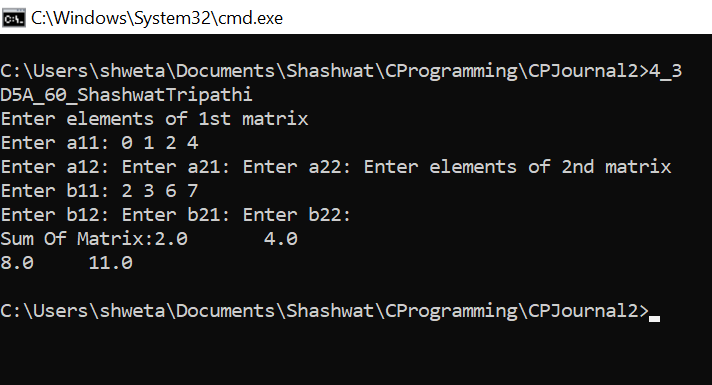 C:\Windows\System32\cmd.exe
C:\Users\shweta\Documents\Shashwat\CProgramming\CPJournal2>4_3
D5A_60_ShashwatTripathi
Enter elements of 1st matrix
Enter a11: 0 1 2 4
Enter a12: Enter a21: Enter a22: Enter elements of 2nd matrix
Enter b11: 2 3 6 7
Enter b12: Enter b21: Enter b22:
Sum Of Matrix:2.0       4.0
8.0     11.0
C:\Users\shweta\Documents\Shashwat\CProgramming\CPJournal2>